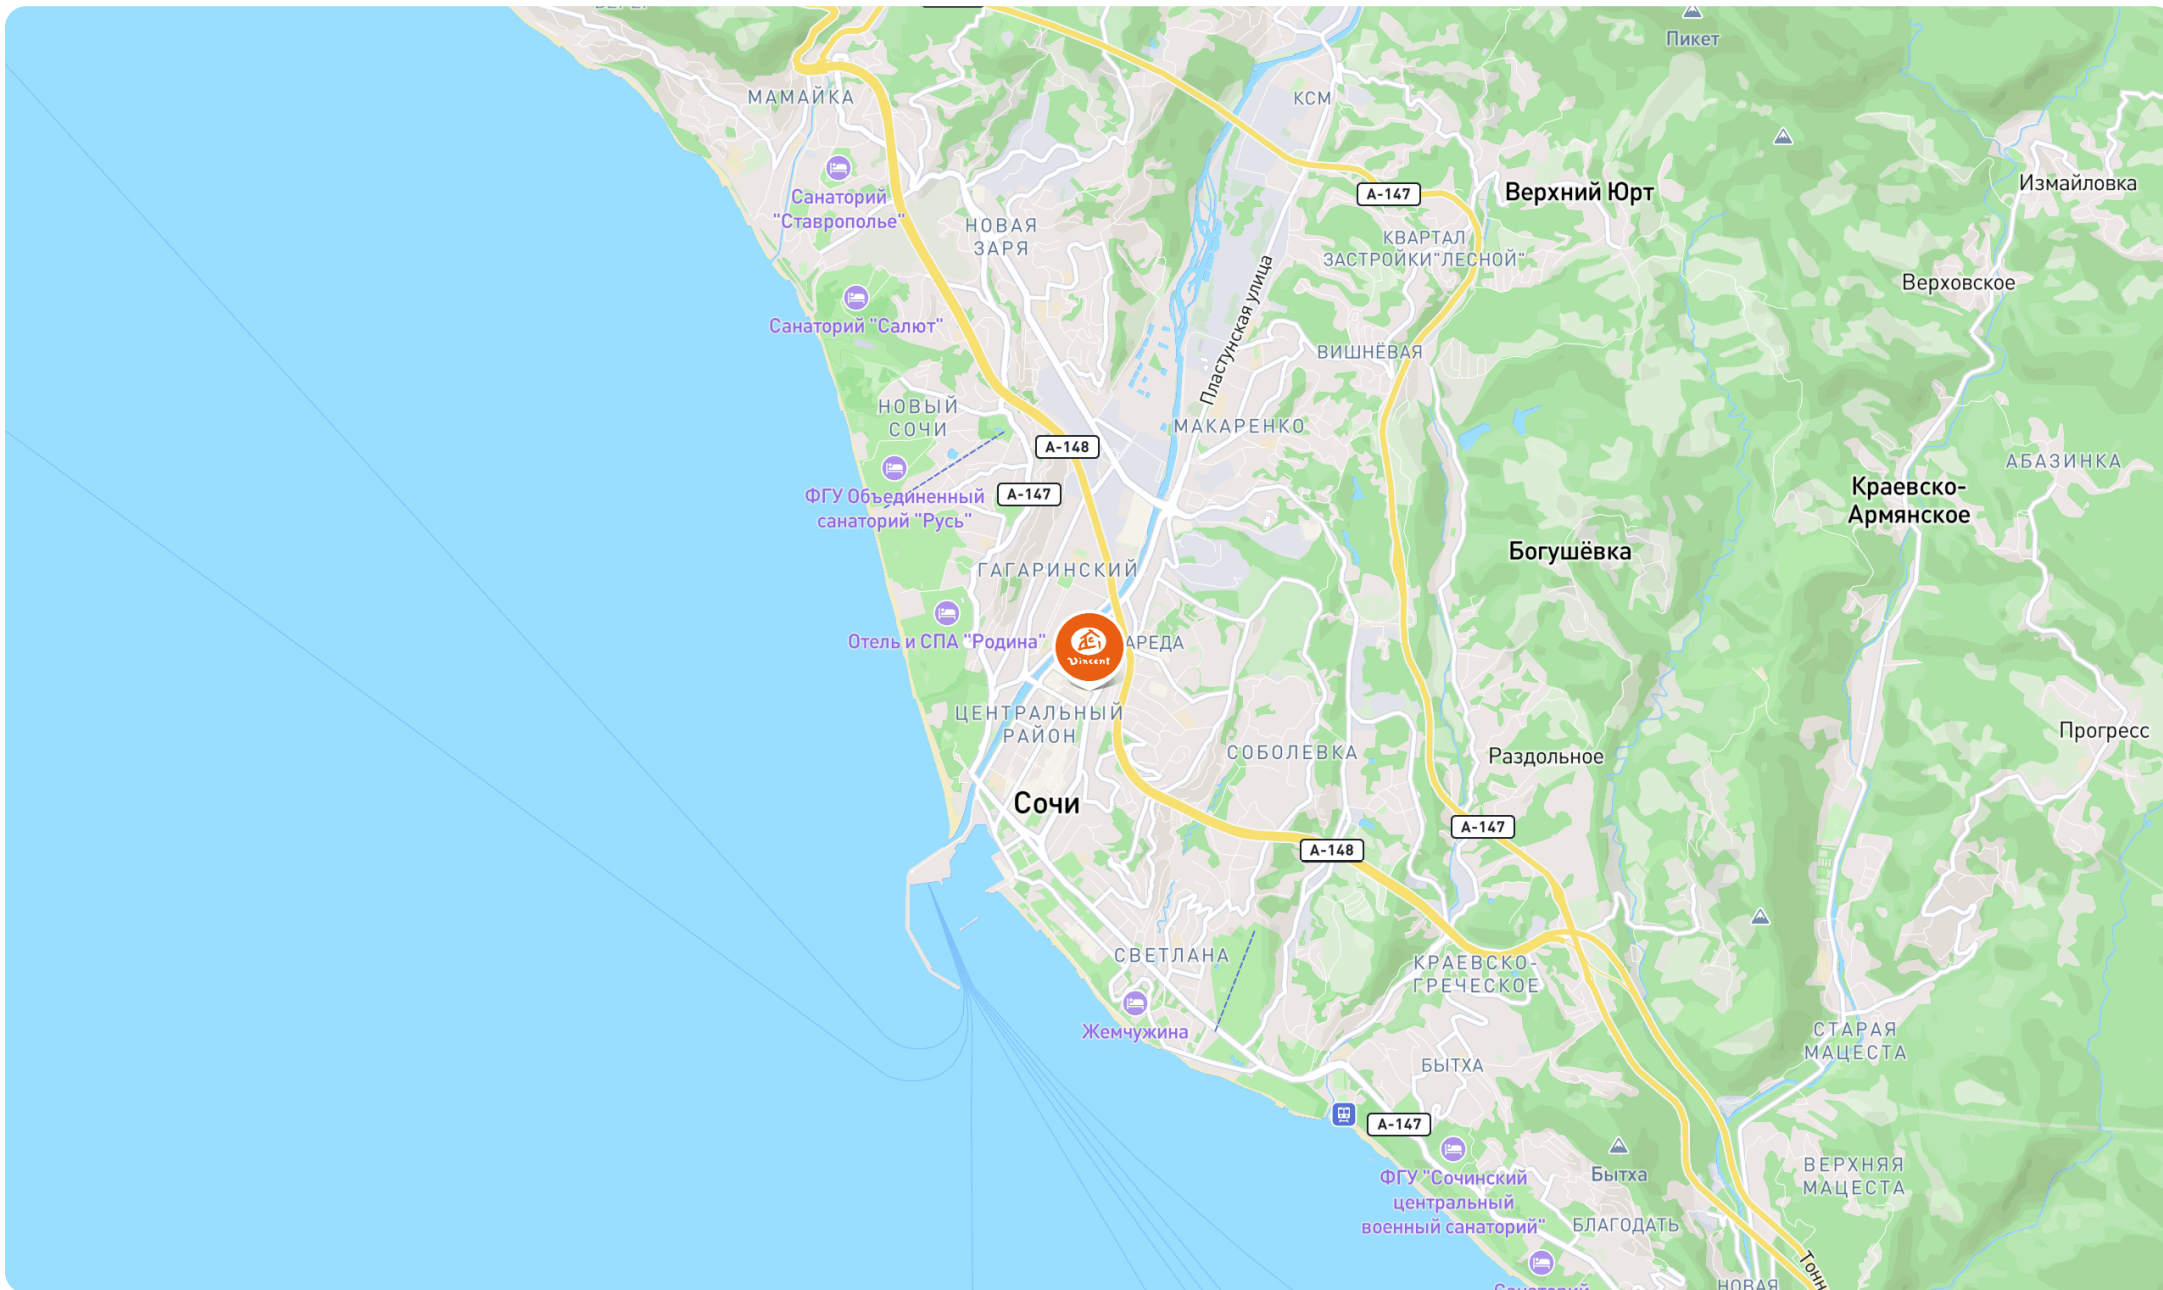 Пикет
МАМАЙКА
КСМ
Санаторий
"Ставрополье"
А-147
Верхний Юрт
Измайловка
НОВАЯ
ЗАРЯ
КВАРТАЛ
ЗАСТРОЙКИ"ЛЕСНОЙ"
Верховское
Санаторий "Салют"
Пластунская улица
ВИШНЁВАЯ
НОВЫЙ
СОЧИ
МАКАРЕНКО
А-148
АБАЗИНКА
ФГУ Объединенный
санаторий "Русь"
А-147
Краевско-
Армянское
Богушёвка
ГАГАРИНСКИЙ
Отель и СПА "Родина"
Vincent
АРЕДА
ЦЕНТРАЛЬНЫЙ
РАЙОН
СОБОЛЕВКА
Раздольное
Прогресс
Сочи
А-147
А-148
СВЕТЛАНА
КРАЕВСКО-
ГРЕЧЕСКОЕ
Жемчужина
СТАРАЯ
МАЦЕСТА
БЫТХА
А-147
ФГУ "Сочинский
центральный
военный санаторий"
Бытха
ВЕРХНЯЯ
МАЦЕСТА
БЛАГОДАТЬ
Тонн
НОВАЯ
Санаторий